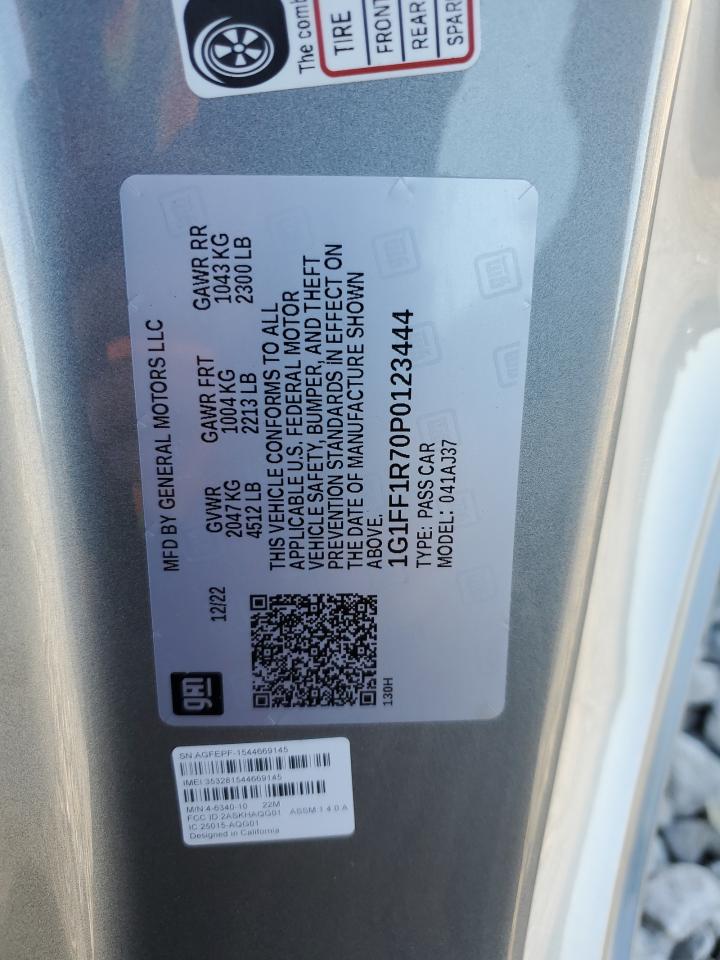 The comb
TIRE
FRONT
REAR
SPAR
MFD BY GENERAL MOTORS LLC
12/22
GVWR
2047 KG
4512 LB
GAWR FRT
1004 KG
2213 LB
GAWR RR
1043 KG
2300 LB
THIS VEHICLE CONFORMS TO ALL
APPLICABLE U.S. FEDERAL MOTOR
VEHICLE SAFETY, BUMPER, AND THEFT
PREVENTION STANDARDS IN EFFECT ON
THE DATE OF MANUFACTURE SHOWN
ABOVE.
1G1FF1R70P0123444
TYPE: PASS CAR
MODEL: 041AJ37
gm
130H
SN:AGFEPF-1544669145
IMEI:353281544669145
M/N:4-6340-10 22M
FCC ID:2ASKHAQG01 ASSM:1.4.0.A
IC:25015-AQG01
Designed in California